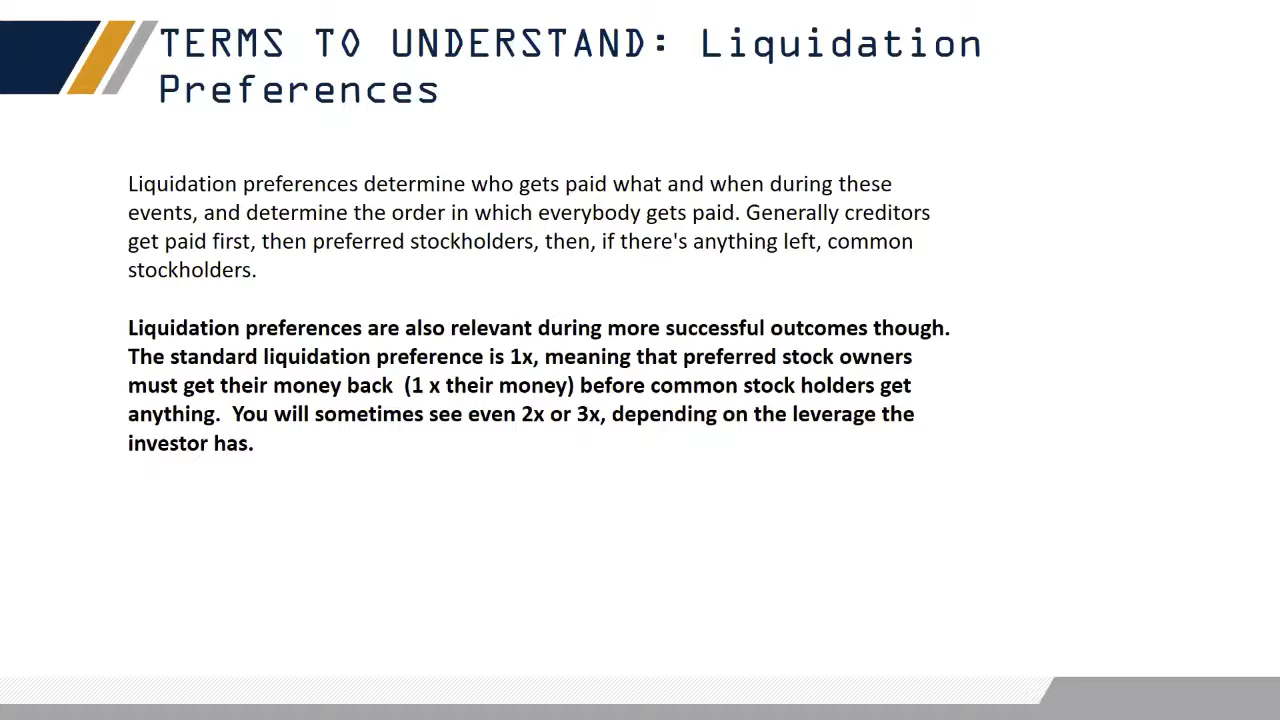 TERMS TO UNDERSTAND: Liquidation
Preferences
Liquidation preferences determine who gets paid what and when during these
events, and determine the order in which everybody gets paid. Generally creditors
get paid first, then preferred stockholders, then, if there's anything left, common
stockholders.
Liquidation preferences are also relevant during more successful outcomes though.
The standard liquidation preference is 1x, meaning that preferred stock owners
must get their money back  (1 x their money) before common stock holders get
anything.  You will sometimes see even 2x or 3x, depending on the leverage the
investor has.